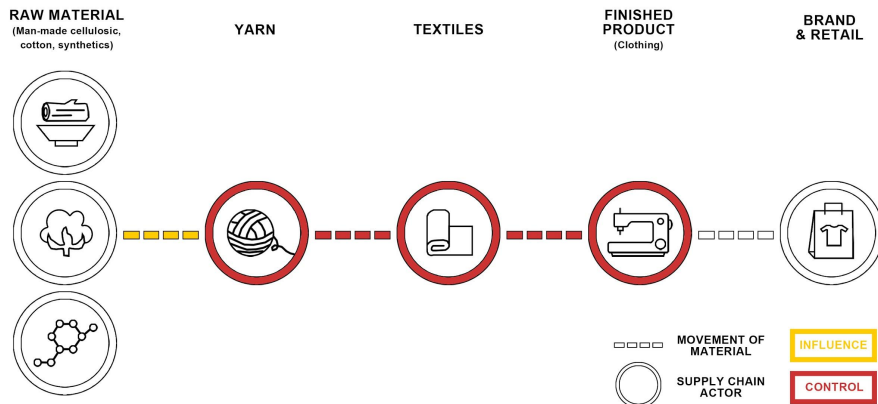 RAW MATERIAL
(Man-made cellulosic,
cotton, synthetics)
YARN
TEXTILES
FINISHED
PRODUCT
(Clothing)
BRAND
& RETAIL
MOVEMENT OF
MATERIAL
INFLUENCE
SUPPLY CHAIN
ACTOR
CONTROL